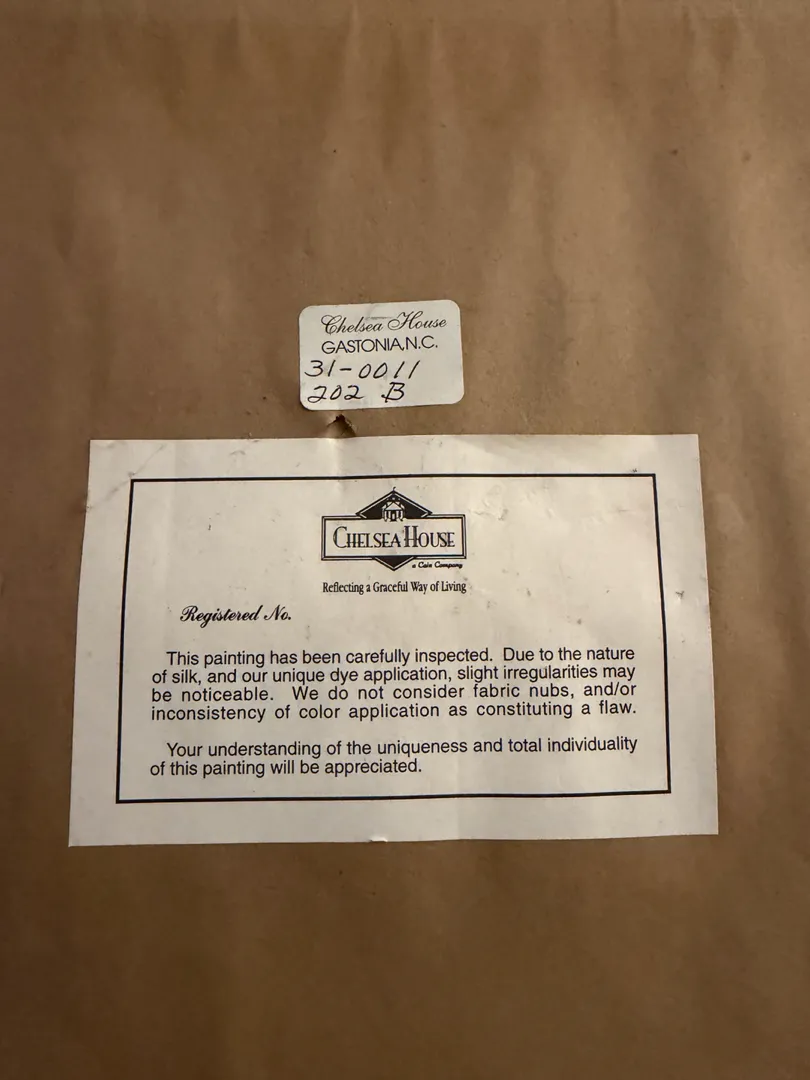 Chelsea House
GASTONIA, N.C.
31-0011
202 B
CHELSEA HOUSE
a Cain Company
Reflecting a Graceful Way of Living
Registered No.
This painting has been carefully inspected. Due to the nature
of silk, and our unique dye application, slight irregularities may
be noticeable. We do not consider fabric nubs, and/or
inconsistency of color application as constituting a flaw.
Your understanding of the uniqueness and total individuality
of this painting will be appreciated.